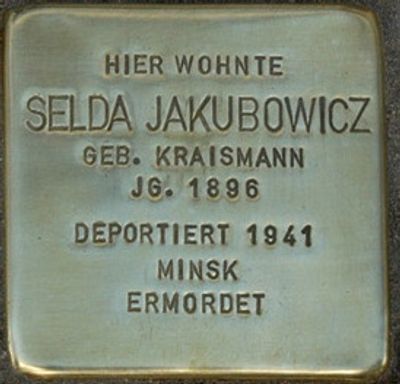 HIER WOHNTE
SELDA JAKUBOWICZ
GEB. KRAISMANN
JG. 1896
DEPORTIERT 1941
MINSK
ERMORDET